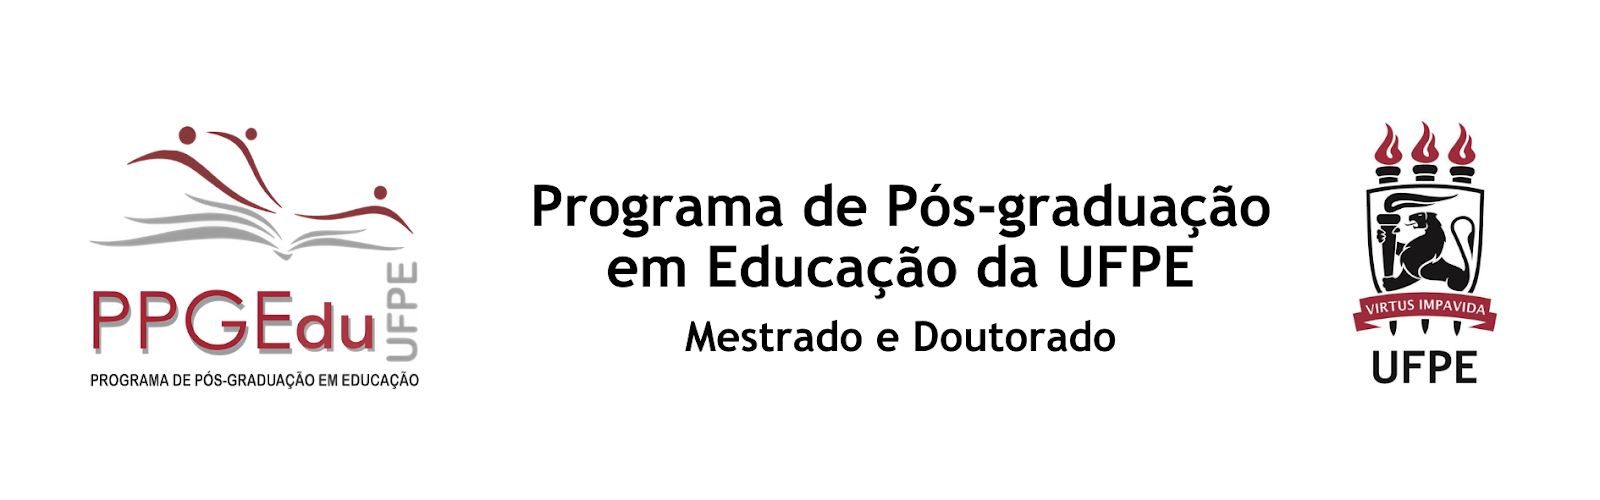 PPGEdu
UFPE
PROGRAMA DE PÓS-GRADUAÇÃO EM EDUCAÇÃO
Programa de Pós-graduação
em Educação da UFPE
Mestrado e Doutorado
VIRTUS IMPAVIDA
UFPE